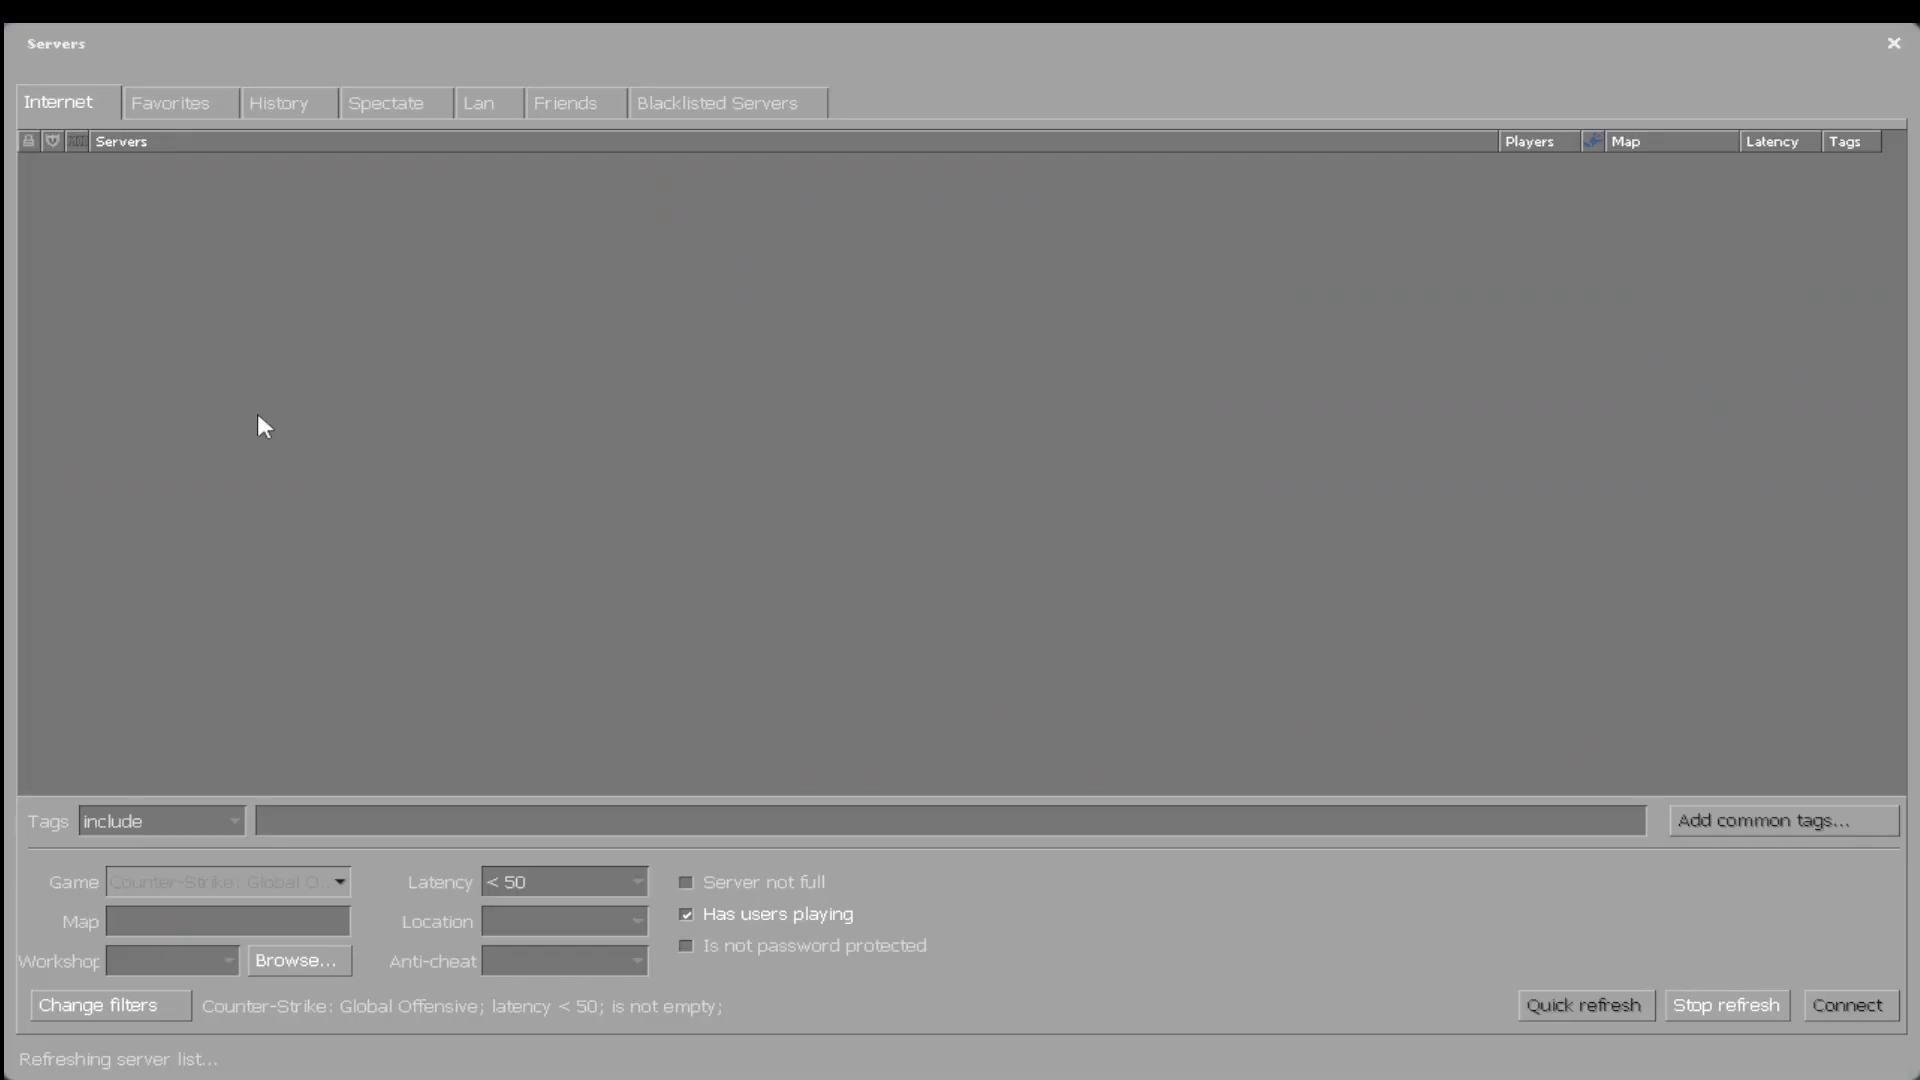 Servers
Internet Favorites History Spectate Lan Friends Blacklisted Servers
Servers Players Map Latency Tags
Tags include Add common tags...
Game Counter-Strike: Global O... Latency < 50 Server not full
Map Location Has users playing
Workshop Browse... Anti-cheat Is not password protected
Change filters Counter-Strike: Global Offensive; latency < 50; is not empty; Quick refresh Stop refresh Connect
Refreshing server list...